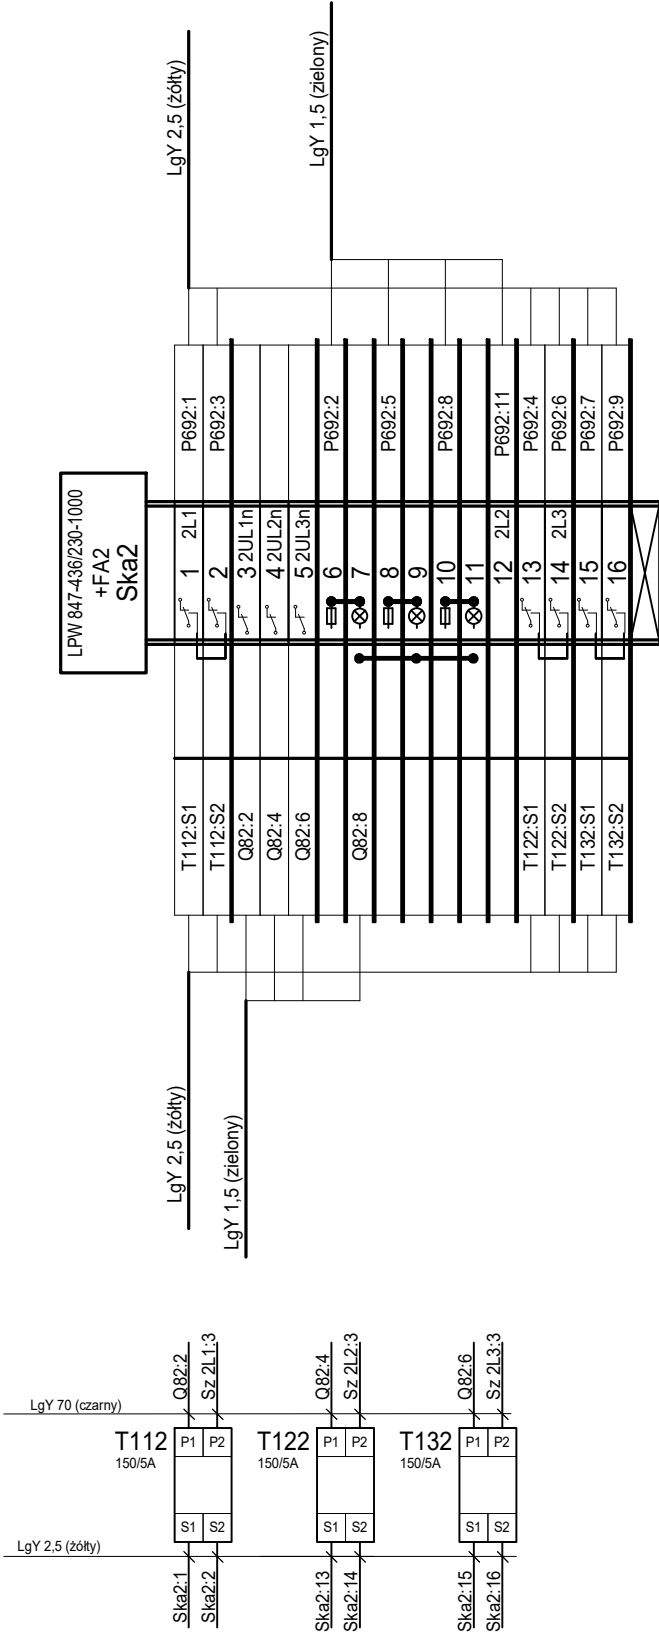 LgY 2,5 (żółty)
LgY 1,5 (zielony)
LPW 847-436/230-1000
+FA2
Ska2
P692:1
P692:3
P692:2
P692:5
P692:8
P692:11
P692:4
P692:6
P692:7
P692:9
1 2L1
2
3 2UL1n
4 2UL2n
5 2UL3n
6
7
8
9
10
11
12 2L2
13
14 2L3
15
16
T112:S1
T112:S2
Q82:2
Q82:4
Q82:6
Q82:8
T122:S1
T122:S2
T132:S1
T132:S2
LgY 2,5 (żółty)
LgY 1,5 (zielony)
Q82:2
Sz 2L1:3
Q82:4
Sz 2L2:3
Q82:6
Sz 2L3:3
LgY 70 (czarny)
T112
150/5A
P1 P2
S1 S2
T122
150/5A
P1 P2
S1 S2
T132
150/5A
P1 P2
S1 S2
LgY 2,5 (żółty)
Ska2:1
Ska2:2
Ska2:13
Ska2:14
Ska2:15
Ska2:16